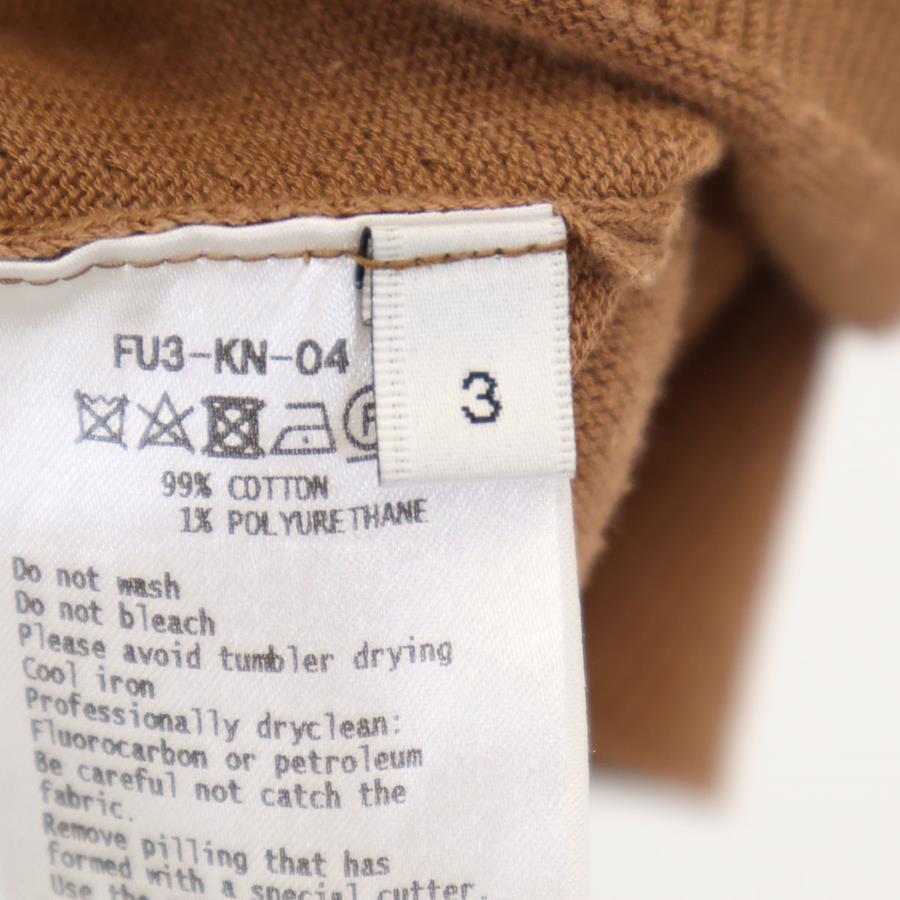 FU3-KN-04
3
99% COTTON
1% POLYURETHANE
Do not wash
Do not bleach
Please avoid tumbler drying
Cool iron
Professionally dryclean:
Fluorocarbon or petroleum
Be careful not catch the
fabric.
Remove pilling that has
formed with a special cutter.
Use the